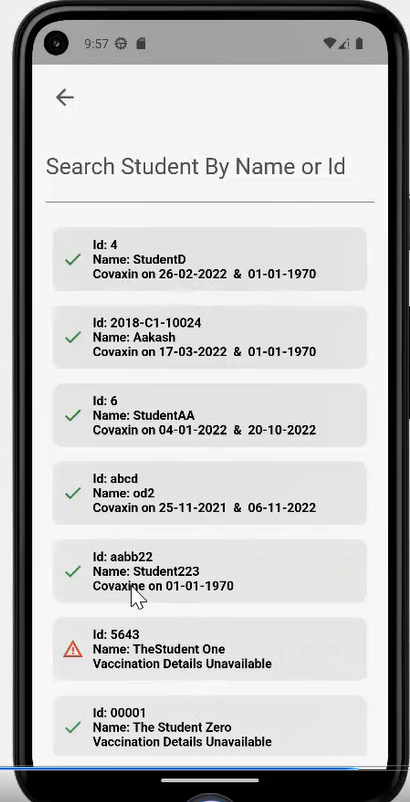 9:57
Search Student By Name or Id
Id: 4
Name: StudentD
Covaxin on 26-02-2022 & 01-01-1970
Id: 2018-C1-10024
Name: Aakash
Covaxin on 17-03-2022 & 01-01-1970
Id: 6
Name: StudentAA
Covaxin on 04-01-2022 & 20-10-2022
Id: abcd
Name: od2
Covaxin on 25-11-2021 & 06-11-2022
Id: aabb22
Name: Student223
Covaxine on 01-01-1970
Id: 5643
Name: TheStudent One
Vaccination Details Unavailable
Id: 00001
Name: The Student Zero
Vaccination Details Unavailable